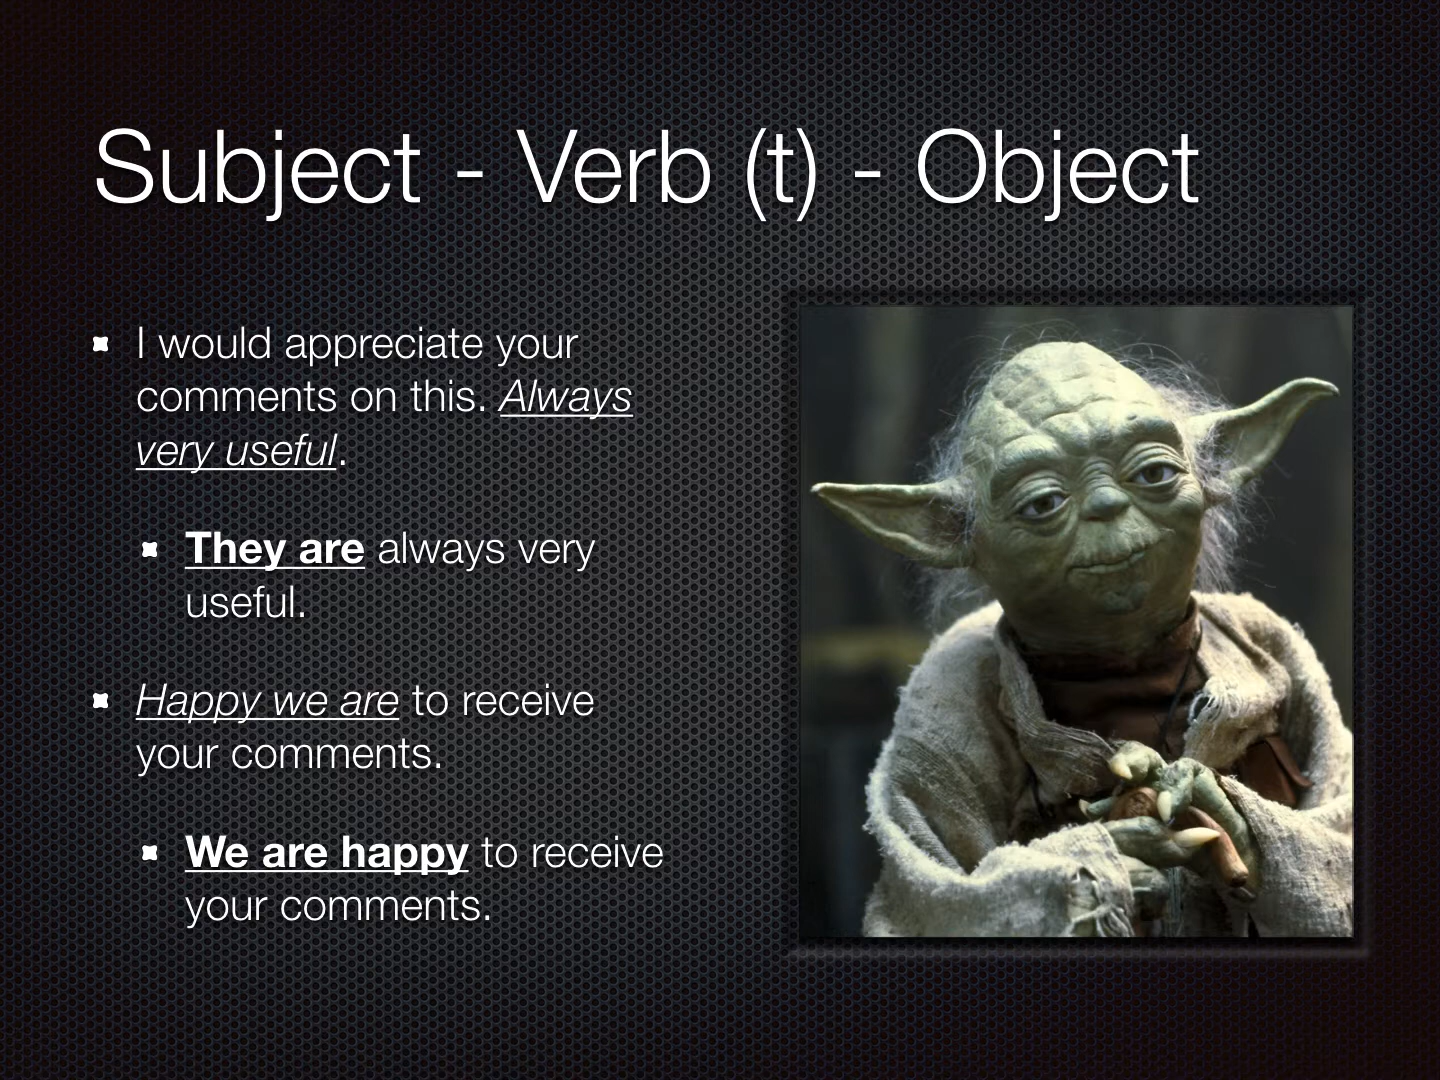 Subject - Verb (t) - Object
I would appreciate your
comments on this. Always
very useful.
They are always very
useful.
Happy we are to receive
your comments.
We are happy to receive
your comments.